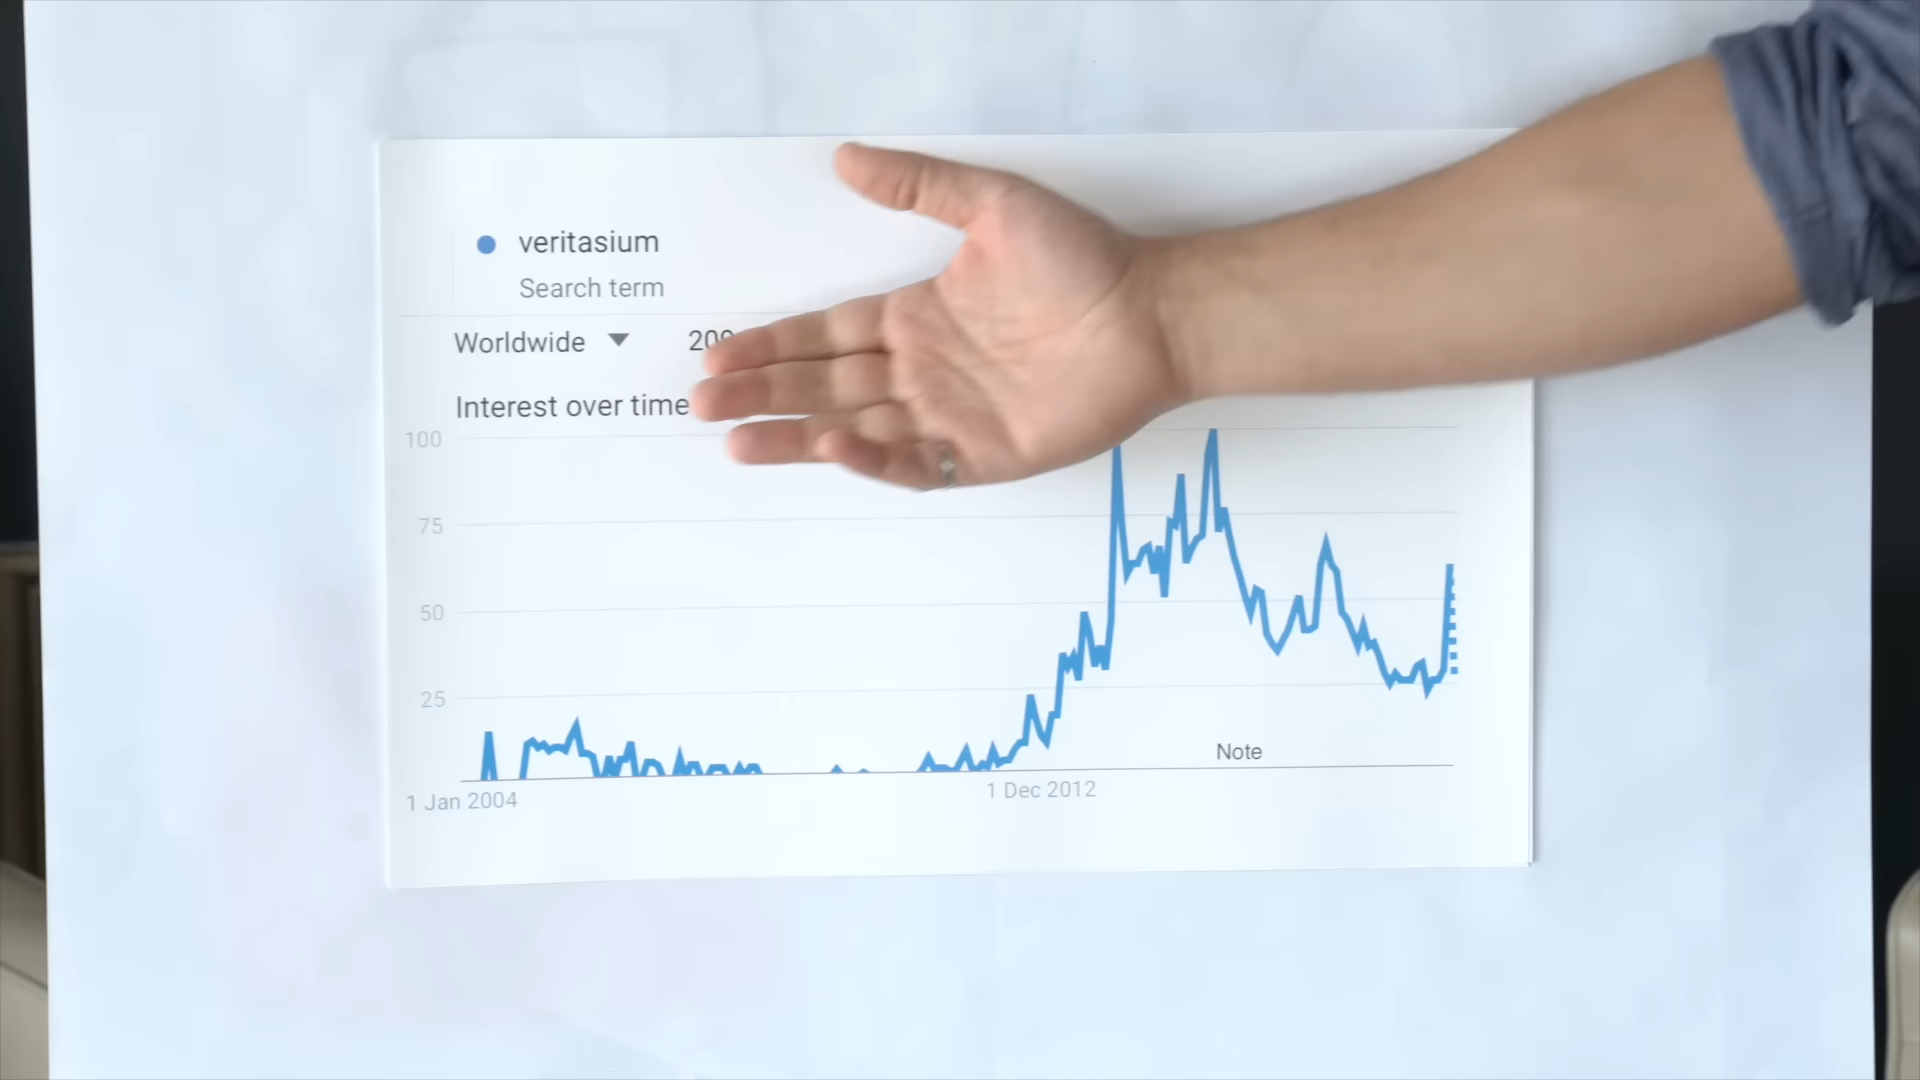 veritasium
Search term
Worldwide
Interest over time
100
75
50
25
Note
1 Jan 2004
1 Dec 2012